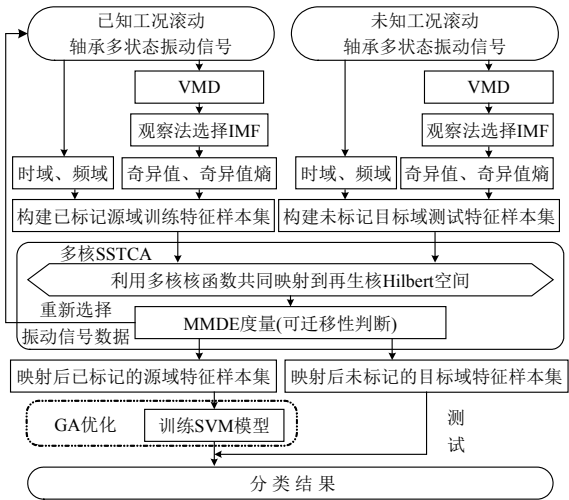 已知工况滚动
轴承多状态振动信号
未知工况滚动
轴承多状态振动信号
VMD
VMD
观察法选择IMF
观察法选择IMF
时域、频域
奇异值、奇异值熵
时域、频域
奇异值、奇异值熵
构建已标记源域训练特征样本集
构建未标记目标域测试特征样本集
多核SSTCA
利用多核核函数共同映射到再生核Hilbert空间
重新选择
振动信号数据
MMDE度量(可迁移性判断)
映射后已标记的源域特征样本集
映射后未标记的目标域特征样本集
GA优化
训练SVM模型
测
试
分 类 结 果